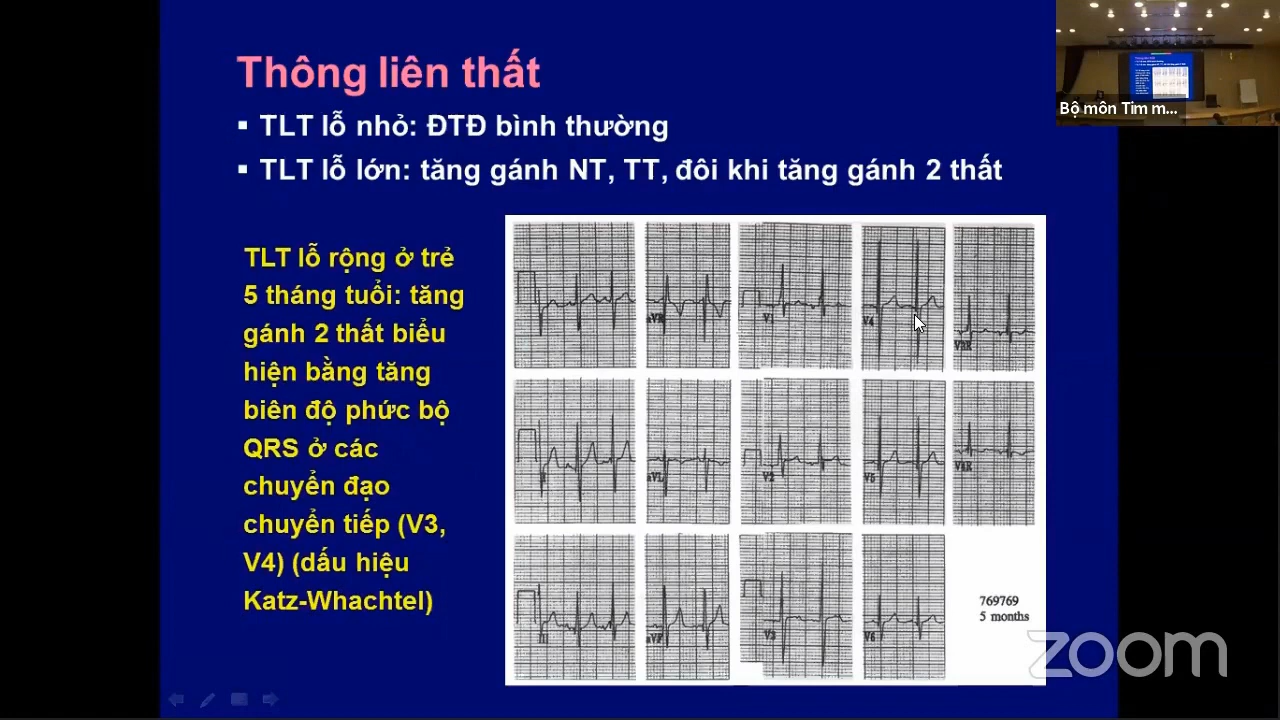 Thông liên thất
▪ TLT lỗ nhỏ: ĐTĐ bình thường
▪ TLT lỗ lớn: tăng gánh NT, TT, đôi khi tăng gánh 2 thất
TLT lỗ rộng ở trẻ
5 tháng tuổi: tăng
gánh 2 thất biểu
hiện bằng tăng
biên độ phức bộ
QRS ở các
chuyển đạo
chuyển tiếp (V3,
V4) (dấu hiệu
Katz-Whachtel)
aVR
V1
V4
V3R
II
aVL
V2
V5
III
aVF
V3
V6
769769
5 months
Bộ môn Tim m...
zoom